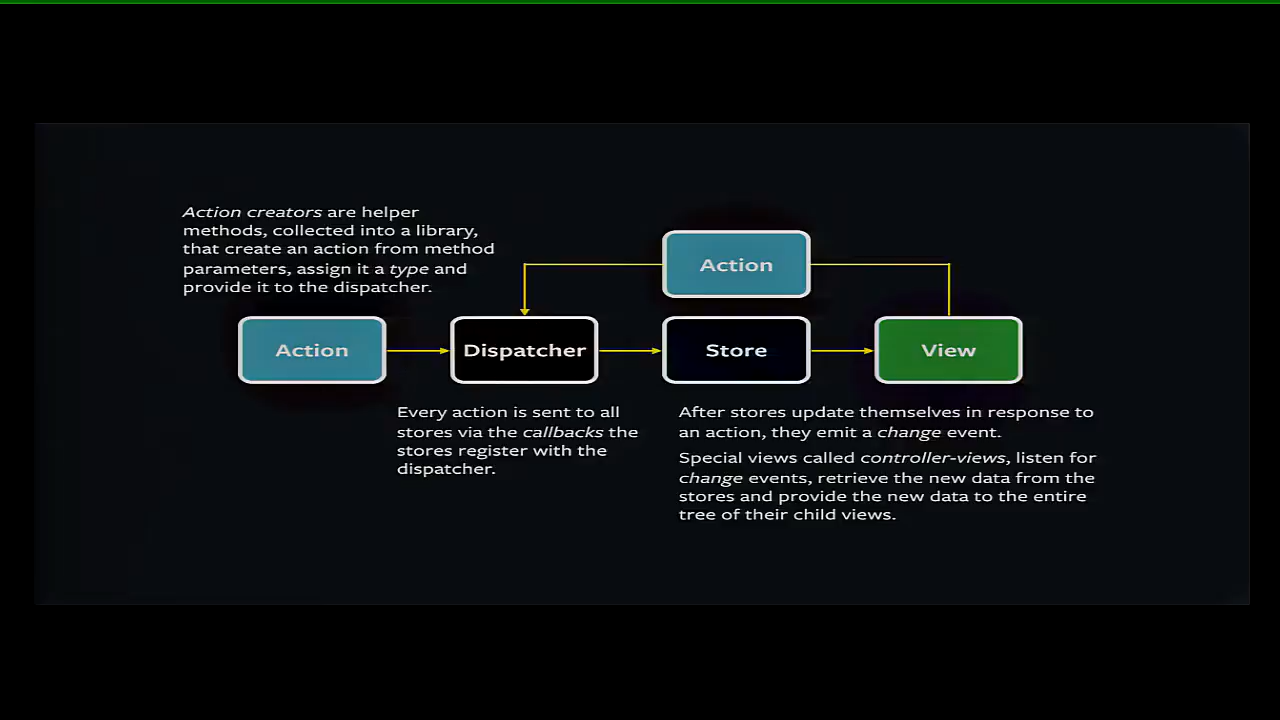 Action creators are helper
methods, collected into a library,
that create an action from method
parameters, assign it a type and
provide it to the dispatcher.
Action
Action
Dispatcher
Store
View
Every action is sent to all
stores via the callbacks the
stores register with the
dispatcher.
After stores update themselves in response to
an action, they emit a change event.
Special views called controller-views, listen for
change events, retrieve the new data from the
stores and provide the new data to the entire
tree of their child views.